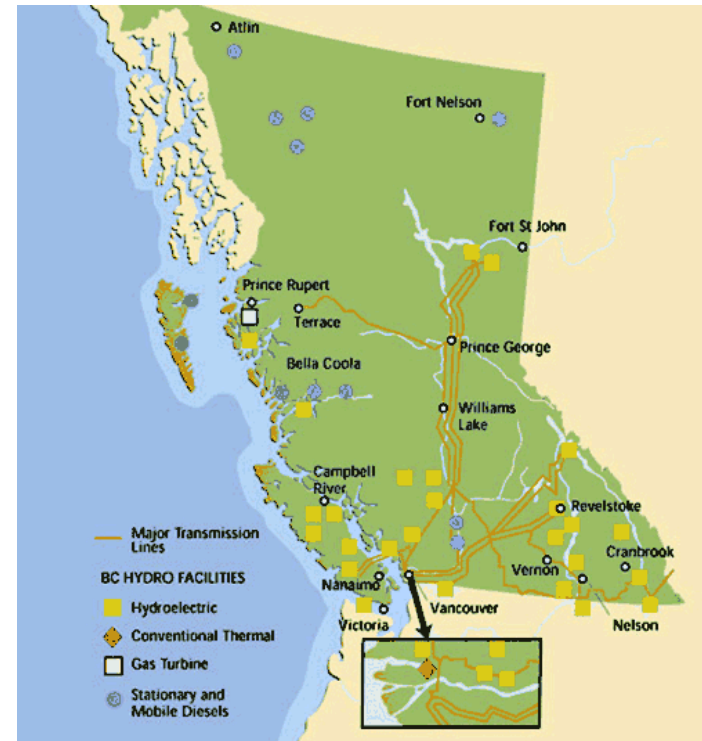 Atlin
Fort Nelson
Fort St John
Prince Rupert
Terrace
Prince George
Bella Coola
Williams
Lake
Campbell
River
Revelstoke
Major Transmission
Lines
Cranbrook
Vernon
BC HYDRO FACILITIES
Nanaimo
Hydroelectric
Vancouver
Nelson
Victoria
Conventional Thermal
Gas Turbine
Stationary and
Mobile Diesels